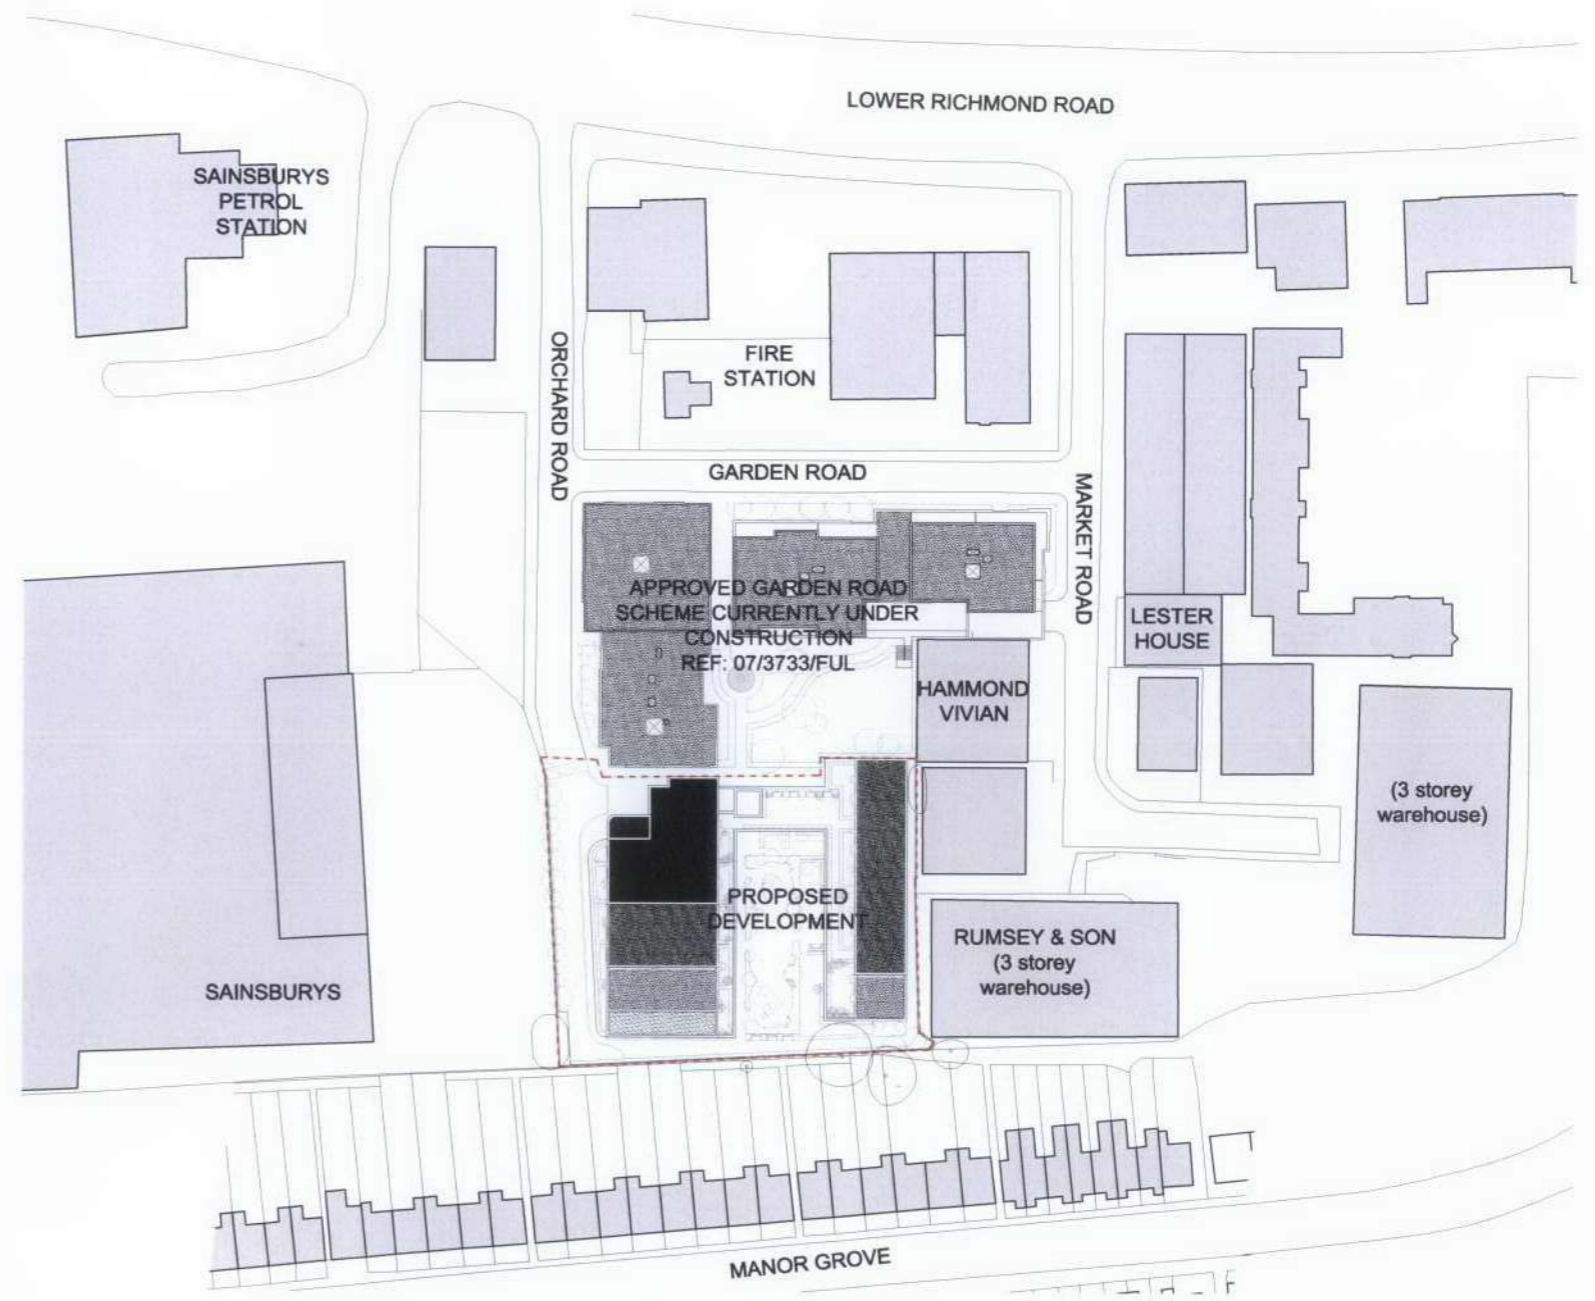 LOWER RICHMOND ROAD
SAINSBURYS
PETROL
STATION
ORCHARD ROAD
FIRE
STATION
GARDEN ROAD
MARKET ROAD
APPROVED GARDEN ROAD
SCHEME CURRENTLY UNDER
CONSTRUCTION
REF: 07/3733/FUL
LESTER
HOUSE
HAMMOND
VIVIAN
(3 storey
warehouse)
PROPOSED
DEVELOPMENT
RUMSEY & SON
(3 storey
warehouse)
SAINSBURYS
MANOR GROVE